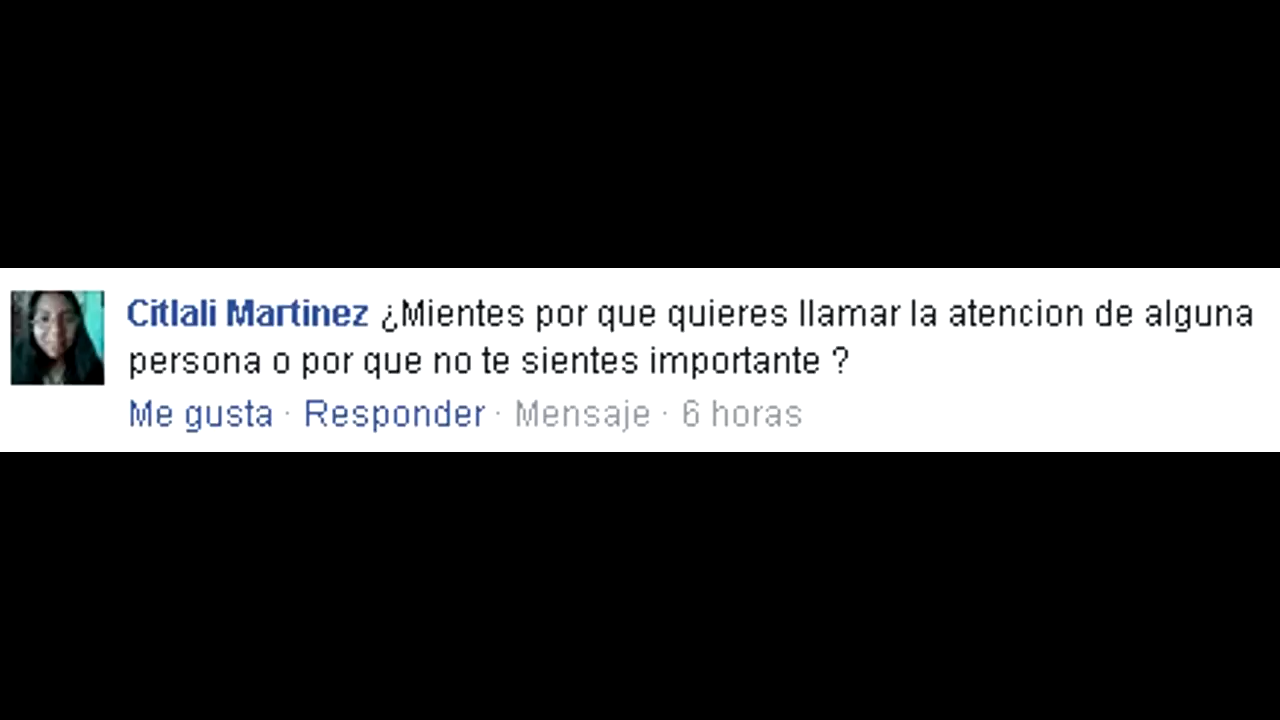 Citlali Martinez ¿Mientes por que quieres llamar la atencion de alguna
persona o por que no te sientes importante ?
Me gusta · Responder · Mensaje · 6 horas